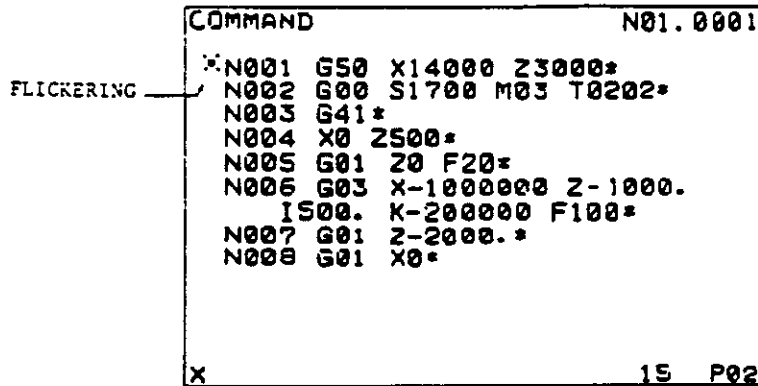 COMMAND N01.0001
N001 G50 X14000 Z3000*
FLICKERING N002 G00 S1700 M03 T0202*
N003 G41*
N004 X0 Z500*
N005 G01 Z0 F20*
N006 G03 X-1000000 Z-1000.
I500. K-200000 F100*
N007 G01 Z-2000.*
N008 G01 X0*
X 15 P02